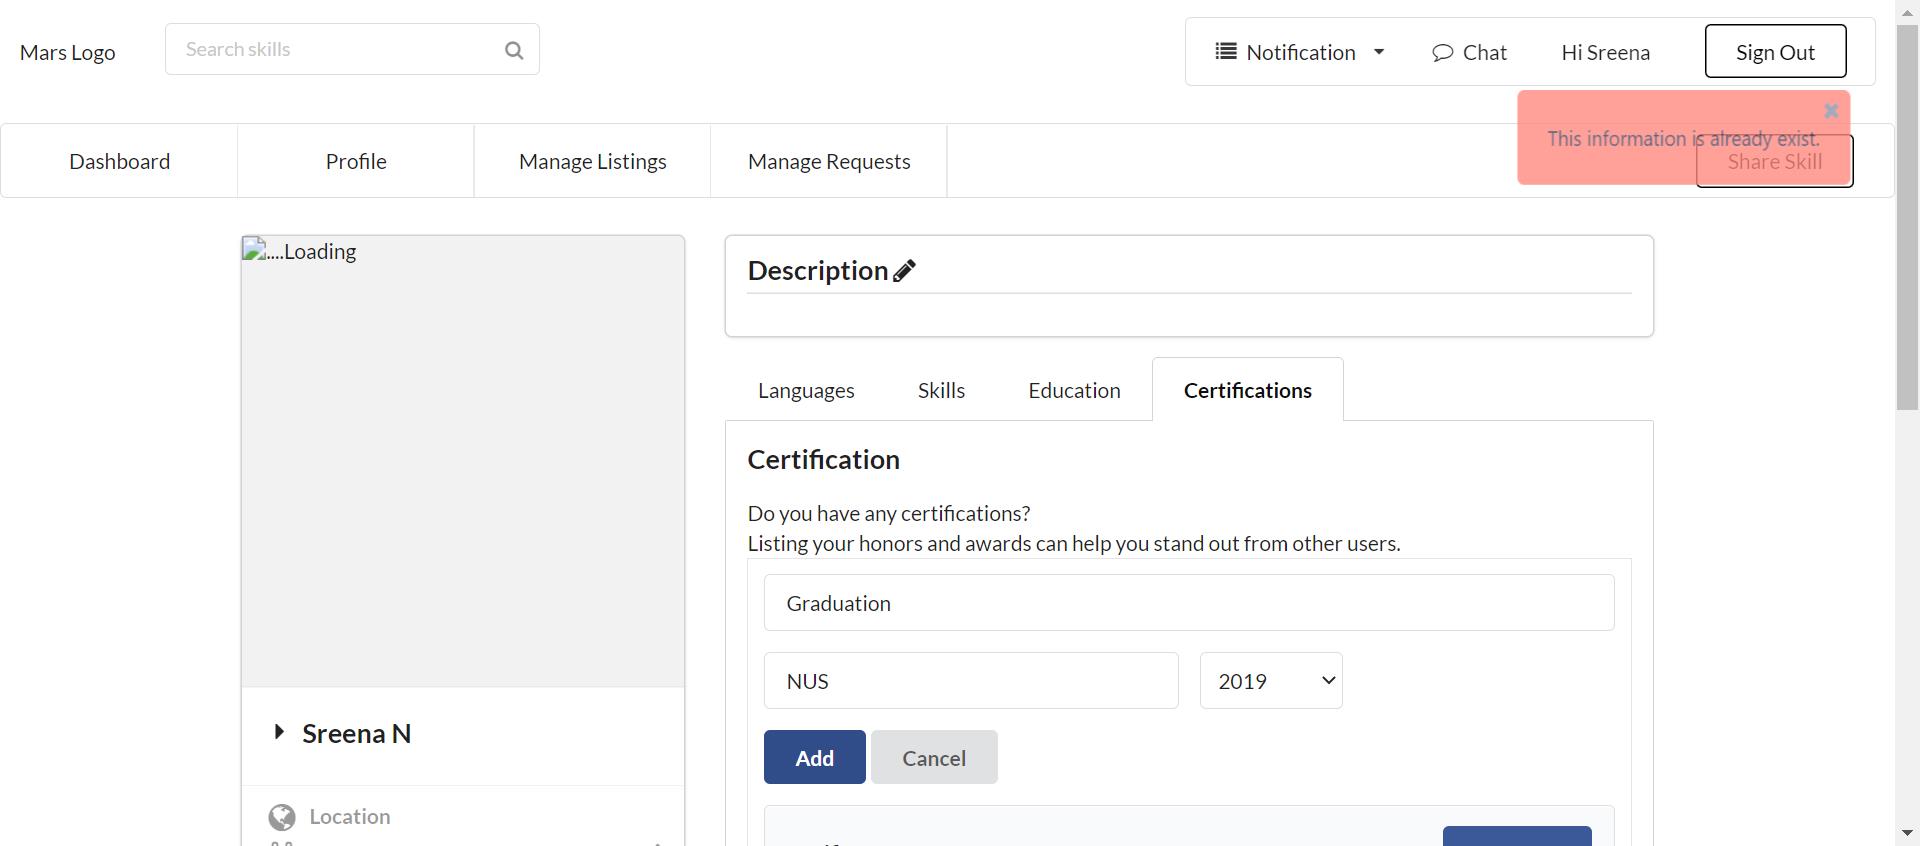 Mars Logo
Search skills
Notification
Chat
Hi Sreena
Sign Out
This information is already exist.
Dashboard
Profile
Manage Listings
Manage Requests
Share Skill
....Loading
Description
Languages
Skills
Education
Certifications
Certification
Do you have any certifications?
Listing your honors and awards can help you stand out from other users.
Graduation
NUS
2019
Add
Cancel
Sreena N
Location